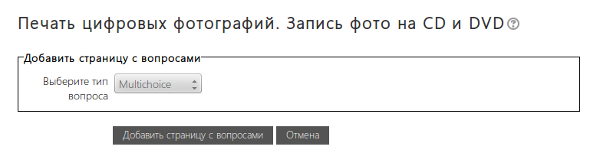 Печать цифровых фотографий. Запись фото на CD и DVD
Добавить страницу с вопросами
Выберите тип
вопроса
Multichoice
Добавить страницу с вопросами
Отмена